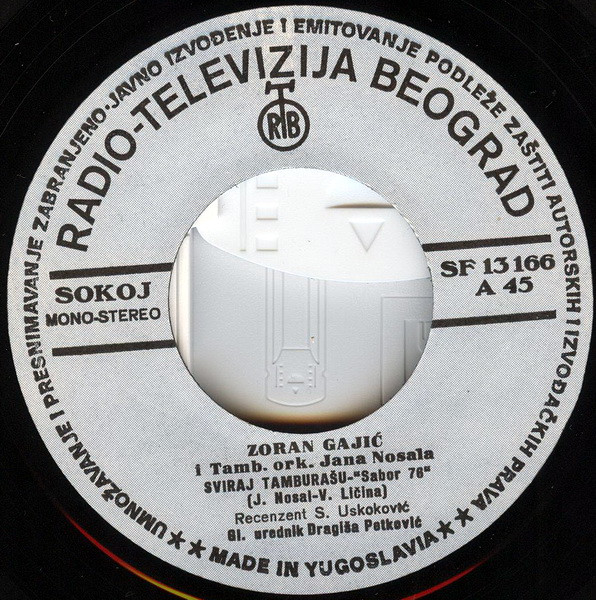 UMNOŽAVANJE I PRESNIMAVANJE ZABRANJENO·JAVNO IZVOĐENJE I EMITOVANJE PODLEŽE ZAŠTITI AUTORSKIH I IZVOĐAČKIH PRAVA ★ ★
RADIO-TELEVIZIJA BEOGRAD
RTB
SOKOJ
MONO-STEREO
SF 13 166
A 45
ZORAN GAJIĆ
i Tamb. ork. Jana Nosala
SVIRAJ TAMBURAŠU-"Sabor 76"
(J. Nosal-V. Ličina)
Recenzent S. Uskoković
Gl. urednik Dragiša Petković
★ ★ MADE IN YUGOSLAVIA